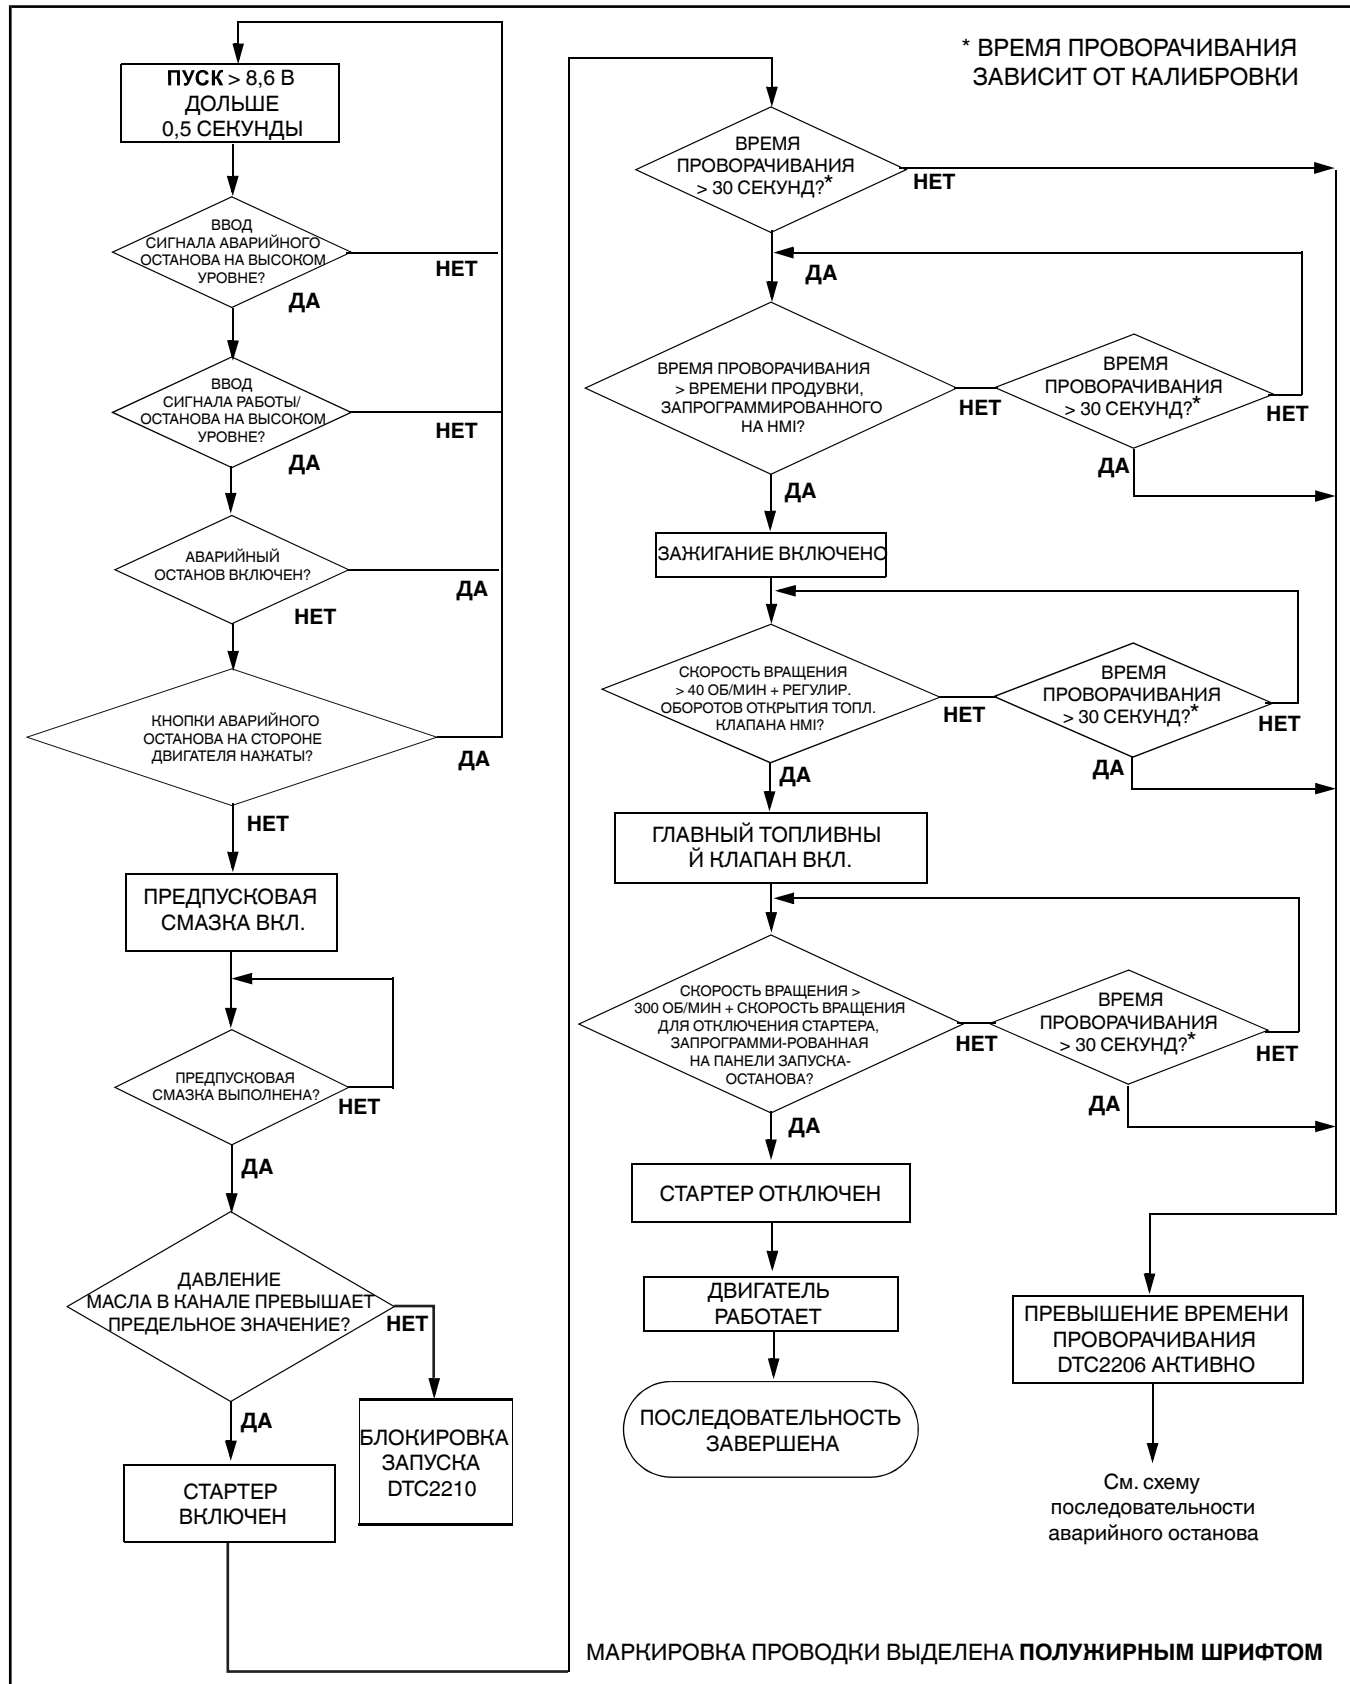 ПУСК > 8,6 В
ДОЛЬШЕ
0,5 СЕКУНДЫ
ВВОД
СИГНАЛА АВАРИЙНОГО
ОСТАНОВА НА ВЫСОКОМ
УРОВНЕ?
НЕТ
ДА
ВВОД
СИГНАЛА РАБОТЫ/
ОСТАНОВА НА ВЫСОКОМ
УРОВНЕ?
НЕТ
ДА
АВАРИЙНЫЙ
ОСТАНОВ ВКЛЮЧЕН?
ДА
НЕТ
КНОПКИ АВАРИЙНОГО
ОСТАНОВА НА СТОРОНЕ
ДВИГАТЕЛЯ НАЖАТЫ?
ДА
НЕТ
ПРЕДПУСКОВАЯ
СМАЗКА ВКЛ.
ПРЕДПУСКОВАЯ
СМАЗКА ВЫПОЛНЕНА?
НЕТ
ДА
ДАВЛЕНИЕ
МАСЛА В КАНАЛЕ ПРЕВЫШАЕТ
ПРЕДЕЛЬНОЕ ЗНАЧЕНИЕ?
НЕТ
ДА
БЛОКИРОВКА
ЗАПУСКА
DTC2210
СТАРТЕР
ВКЛЮЧЕН
* ВРЕМЯ ПРОВОРАЧИВАНИЯ
ЗАВИСИТ ОТ КАЛИБРОВКИ
ВРЕМЯ
ПРОВОРАЧИВАНИЯ
> 30 СЕКУНД?*
НЕТ
ДА
ВРЕМЯ ПРОВОРАЧИВАНИЯ
> ВРЕМЕНИ ПРОДУВКИ,
ЗАПРОГРАММИРОВАННОГО
НА HMI?
НЕТ
ВРЕМЯ
ПРОВОРАЧИВАНИЯ
> 30 СЕКУНД?*
НЕТ
ДА
ДА
ЗАЖИГАНИЕ ВКЛЮЧЕНО
СКОРОСТЬ ВРАЩЕНИЯ
> 40 ОБ/МИН + РЕГУЛИР.
ОБОРОТОВ ОТКРЫТИЯ ТОПЛ.
КЛАПАНА HMI?
НЕТ
ВРЕМЯ
ПРОВОРАЧИВАНИЯ
> 30 СЕКУНД?*
НЕТ
ДА
ДА
ГЛАВНЫЙ ТОПЛИВНЫ
Й КЛАПАН ВКЛ.
СКОРОСТЬ ВРАЩЕНИЯ >
300 ОБ/МИН + СКОРОСТЬ ВРАЩЕНИЯ
ДЛЯ ОТКЛЮЧЕНИЯ СТАРТЕРА,
ЗАПРОГРАММИ-РОВАННАЯ
НА ПАНЕЛИ ЗАПУСКА-
ОСТАНОВА?
НЕТ
ВРЕМЯ
ПРОВОРАЧИВАНИЯ
> 30 СЕКУНД?*
НЕТ
ДА
ДА
СТАРТЕР ОТКЛЮЧЕН
ДВИГАТЕЛЬ
РАБОТАЕТ
ПОСЛЕДОВАТЕЛЬНОСТЬ
ЗАВЕРШЕНА
ПРЕВЫШЕНИЕ ВРЕМЕНИ
ПРОВОРАЧИВАНИЯ
DTC2206 АКТИВНО
См. схему
последовательности
аварийного останова
МАРКИРОВКА ПРОВОДКИ ВЫДЕЛЕНА ПОЛУЖИРНЫМ ШРИФТОМ